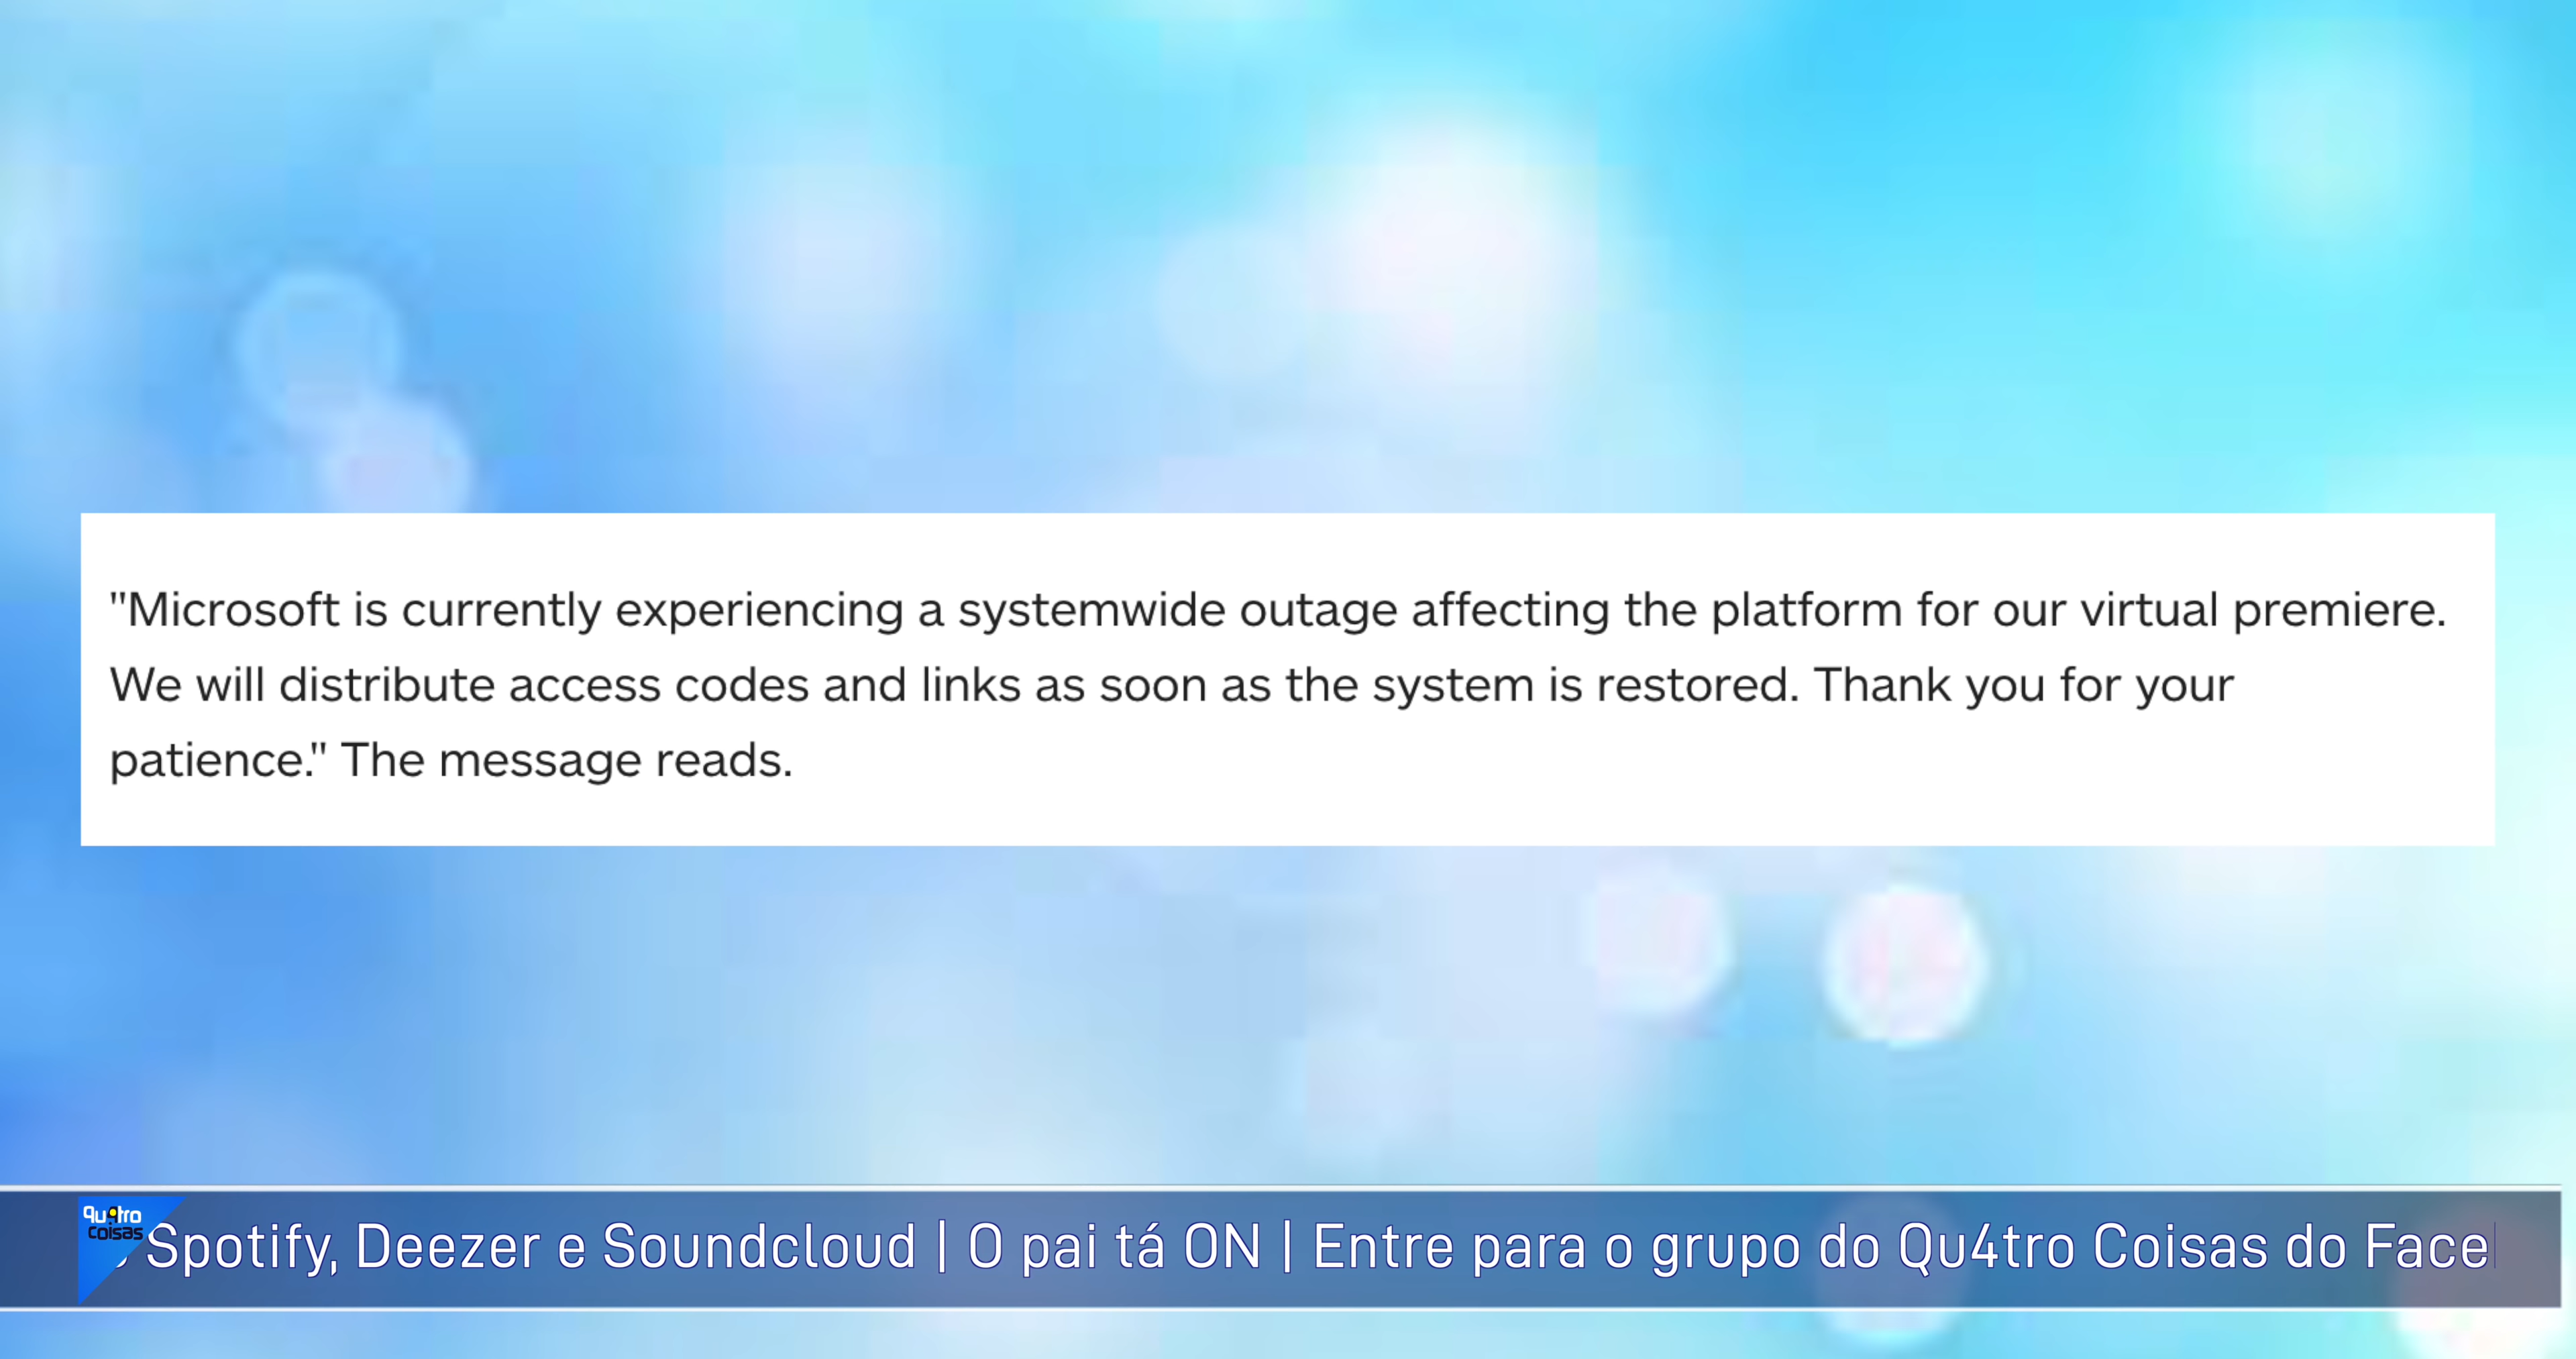 "Microsoft is currently experiencing a systemwide outage affecting the platform for our virtual premiere.
We will distribute access codes and links as soon as the system is restored. Thank you for your
patience." The message reads.
qu4tro
coisas
Spotify, Deezer e Soundcloud | O pai tá ON | Entre para o grupo do Qu4tro Coisas do Face